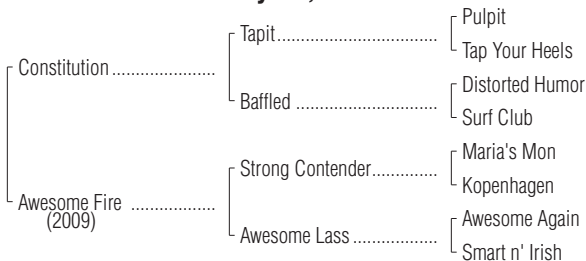 Pulpit
Tapit
Tap Your Heels
Constitution
Distorted Humor
Baffled
Surf Club
Maria's Mon
Strong Contender
Kopenhagen
Awesome Fire
(2009)
Awesome Again
Awesome Lass
Smart n' Irish